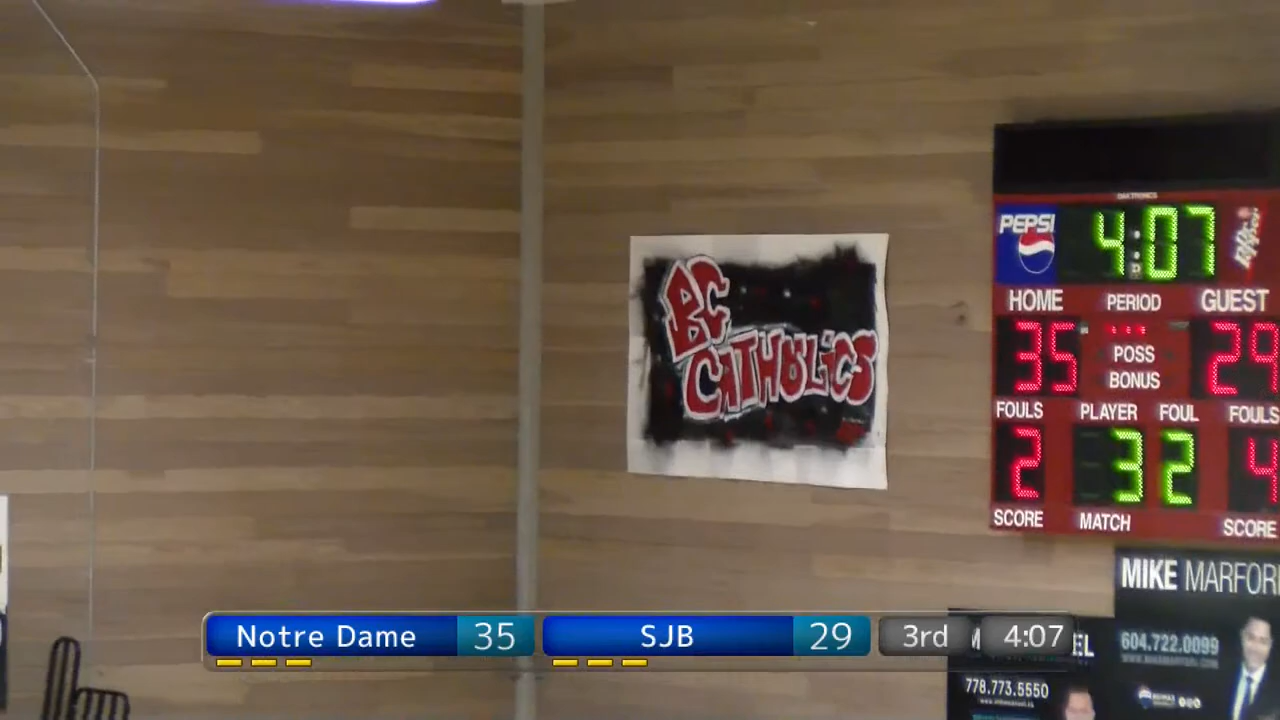 BC
CATHOLICS
DAKTRONICS
PEPSI
4:07
HOME PERIOD GUEST
35 29
POSS
BONUS
FOULS PLAYER FOUL FOULS
2 3 2 4
SCORE MATCH SCORE
MIKE MARFOR
604.722.0099
EL
778.773.5550
Notre Dame 35 SJB 29 3rd 4:07